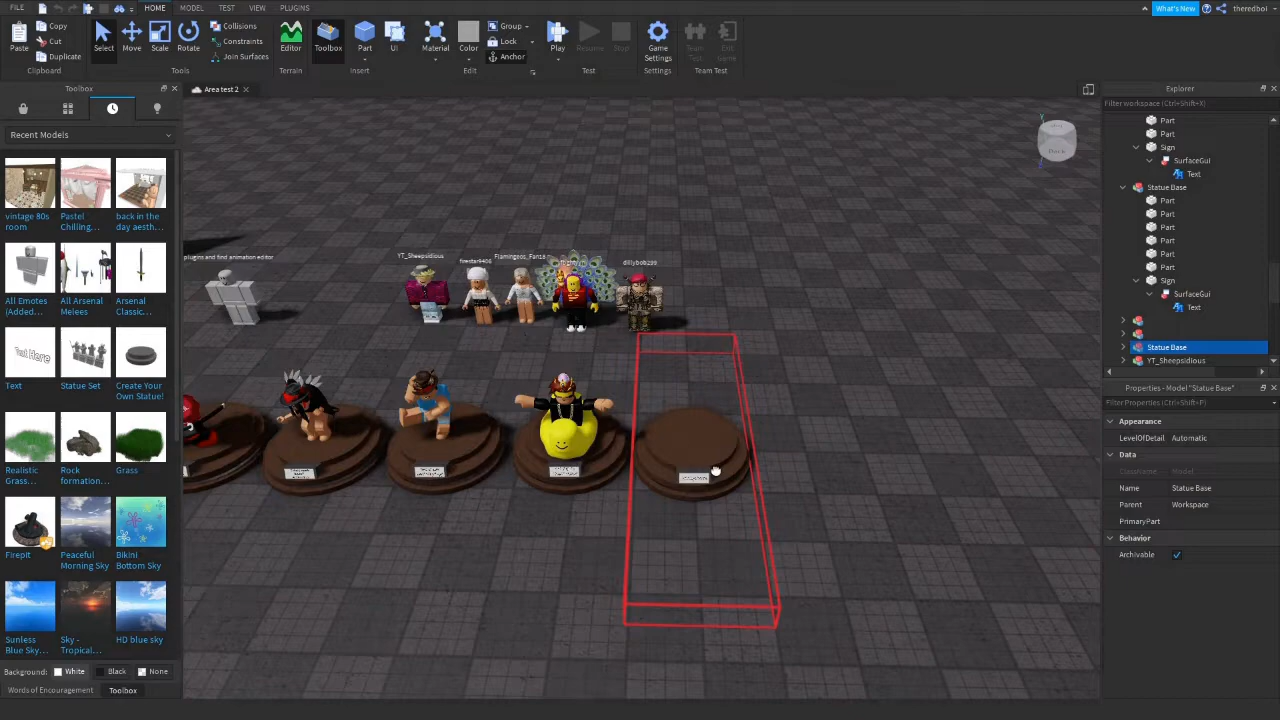 FILE HOME MODEL TEST VIEW PLUGINS What's New theredboi
Paste Copy Cut Duplicate Clipboard
Select Move Scale Rotate Collisions Constraints Join Surfaces Tools
Editor Terrain
Toolbox Part UI Insert
Material Color Group Lock Anchor Edit
Play Resume Stop Test
Game Settings Settings
Team Test Exit Game Team Test
Toolbox
Area test 2
Explorer
Filter workspace (Ctrl+Shift+X)
Recent Models
vintage 80s room
Pastel Chilling...
back in the day aesth...
All Emotes (Added...
All Arsenal Melees
Arsenal Classic...
Text
Statue Set
Create Your Own Statue!
Realistic Grass...
Rock formation...
Grass
Firepit
Peaceful Morning Sky
Bikini Bottom Sky
Sunless Blue Sky...
Sky - Tropical...
HD blue sky
Background: White Black None
Words of Encouragement Toolbox
plugins and find animation editor
YT_Sheepsidious
firestar9406
Flamingoos_Fan18
dillybob299
Part
Part
Sign
SurfaceGui
Text
Statue Base
Part
Part
Part
Part
Part
Part
Sign
SurfaceGui
Text
Statue Base
YT_Sheepsidious
Properties - Model "Statue Base"
Filter Properties (Ctrl+Shift+P)
Appearance
LevelOfDetail Automatic
Data
ClassName Model
Name Statue Base
Parent Workspace
PrimaryPart
Behavior
Archivable